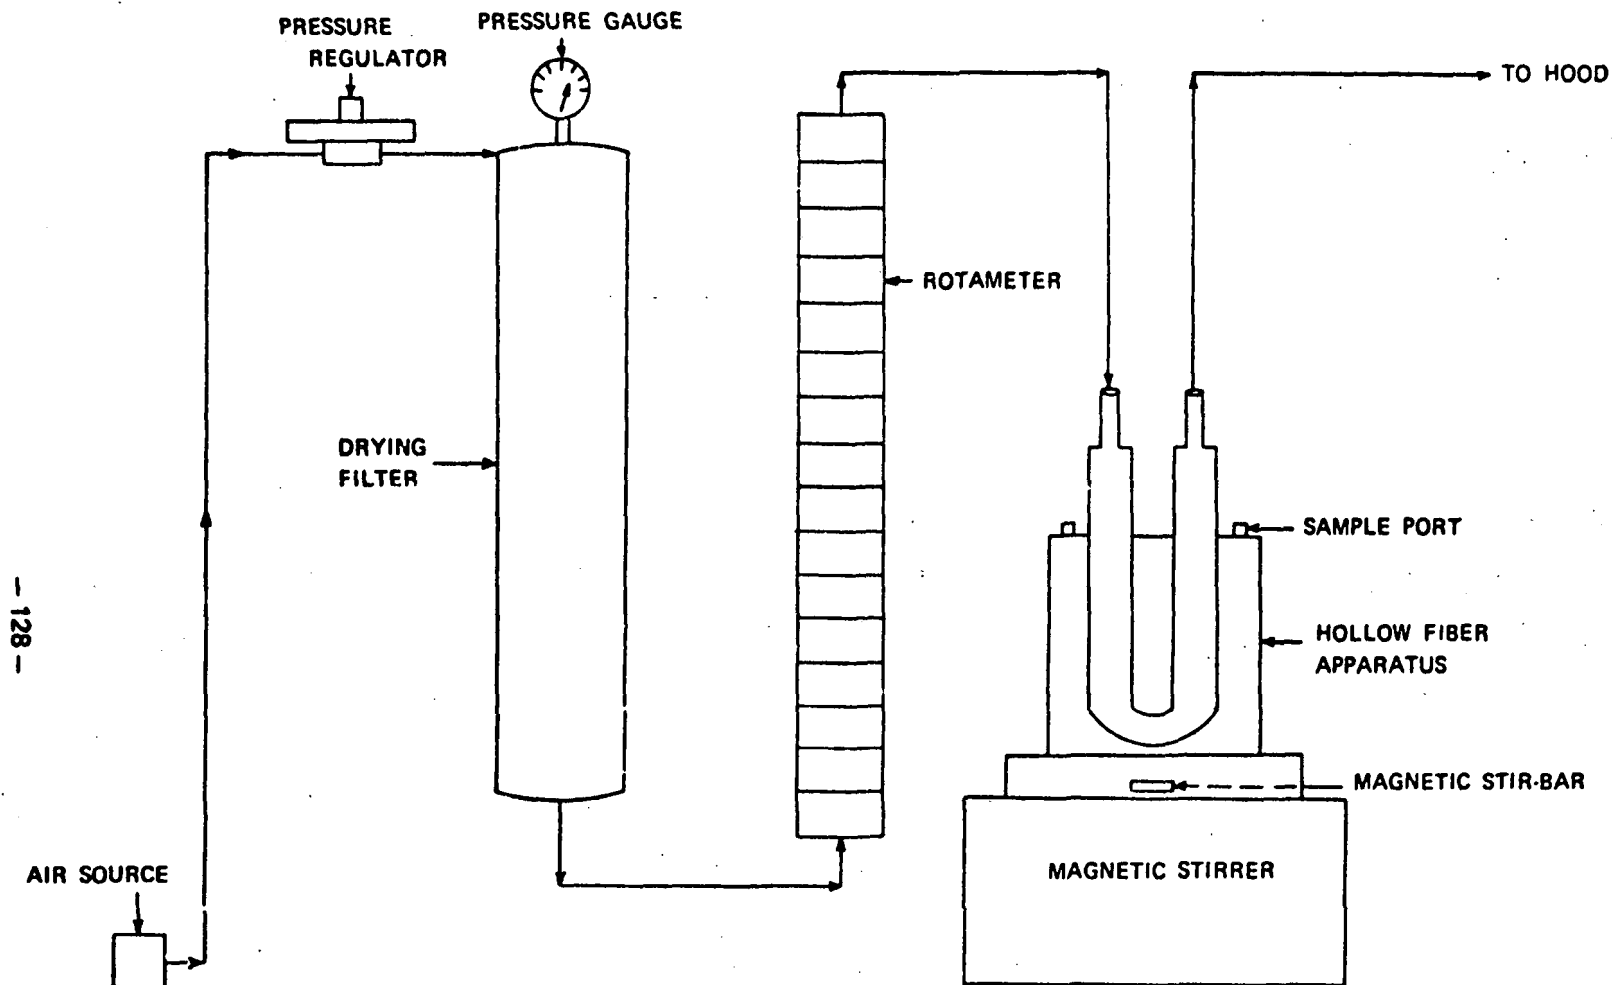 PRESSURE
REGULATOR
PRESSURE GAUGE
TO HOOD
ROTAMETER
DRYING
FILTER
SAMPLE PORT
HOLLOW FIBER
APPARATUS
MAGNETIC STIR-BAR
MAGNETIC STIRRER
AIR SOURCE
- 128 -